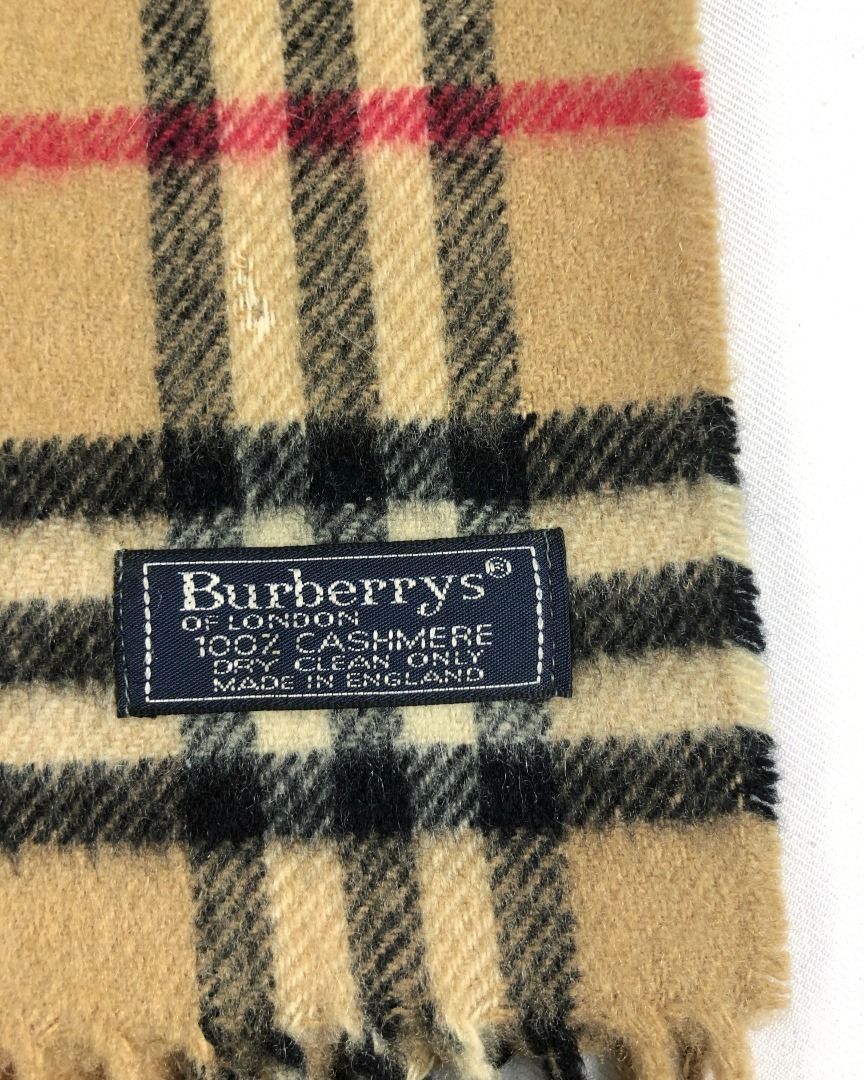 Burberrys®
OF LONDON
100% CASHMERE
DRY CLEAN ONLY
MADE IN ENGLAND